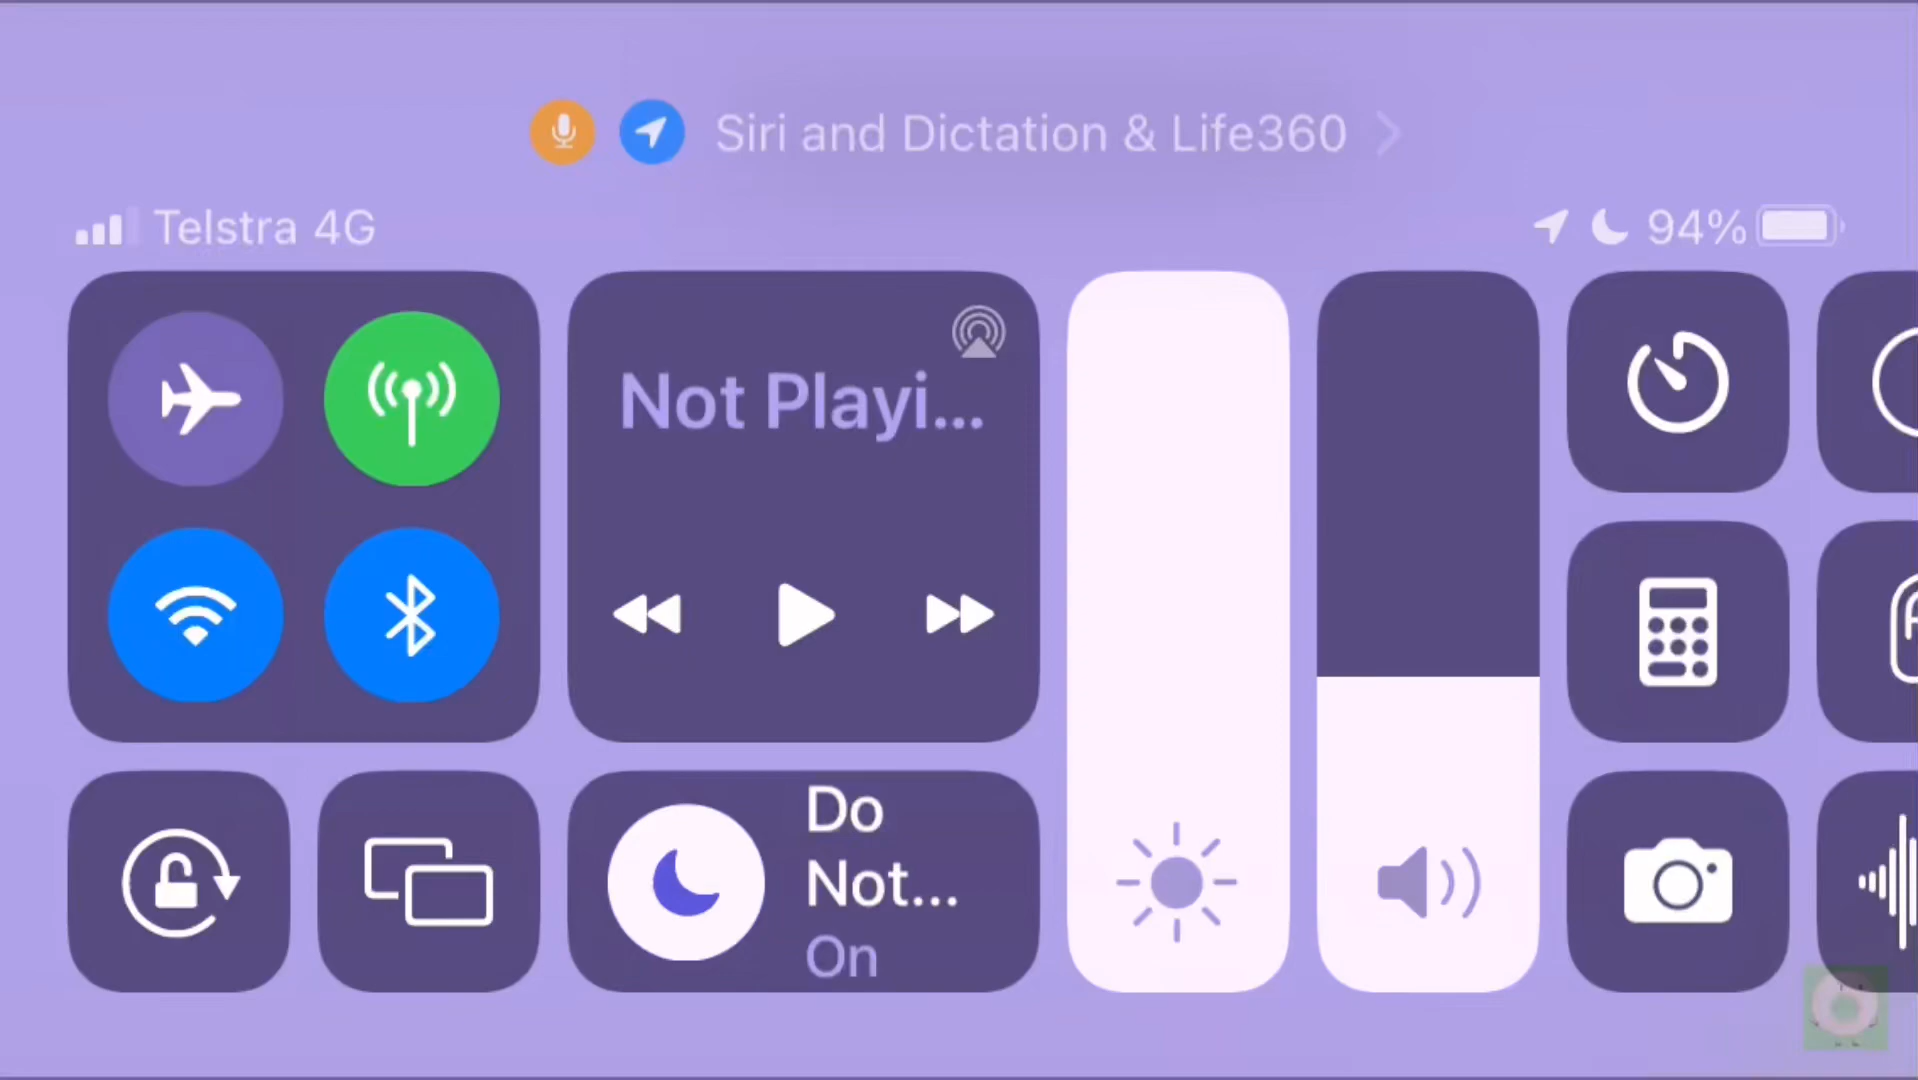 Siri and Dictation & Life360
Telstra 4G
94%
Not Playi...
Do
Not...
On